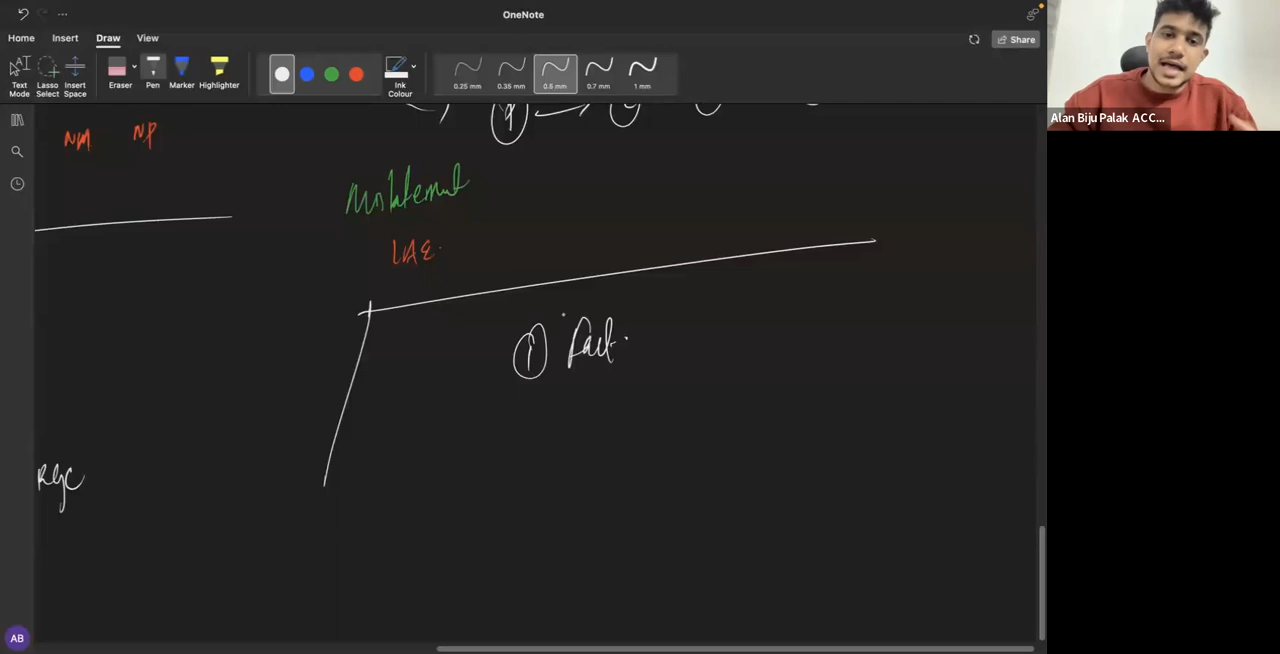 OneNote
Home Insert Draw View
Share
Text Mode
Lasso Select
Insert Space
Eraser
Pen
Marker
Highlighter
Ink Colour
0.25 mm
0.35 mm
0.5 mm
0.7 mm
1 mm
Alan Biju Palak ACC...
NM NP
1
RGC
AB